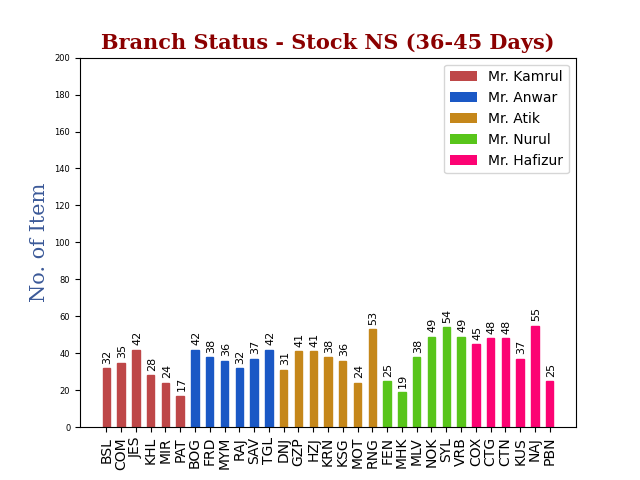 Branch Status - Stock NS (36-45 Days)
No. of Item
200
180
160
140
120
100
80
60
40
20
0
Mr. Kamrul
Mr. Anwar
Mr. Atik
Mr. Nurul
Mr. Hafizur
32 35 42 28 24 17 42 38 36 32 37 42 31 41 41 38 36 24 53 25 19 38 49 54 49 45 48 48 37 55 25
BSL COM JES KHL MIR PAT BOG FRD MYM RAJ SAV TGL DNJ GZP HZJ KRN KSG MOT RNG FEN MHK MLV NOK SYL VRB COX CTG CTN KUS NAJ PBN